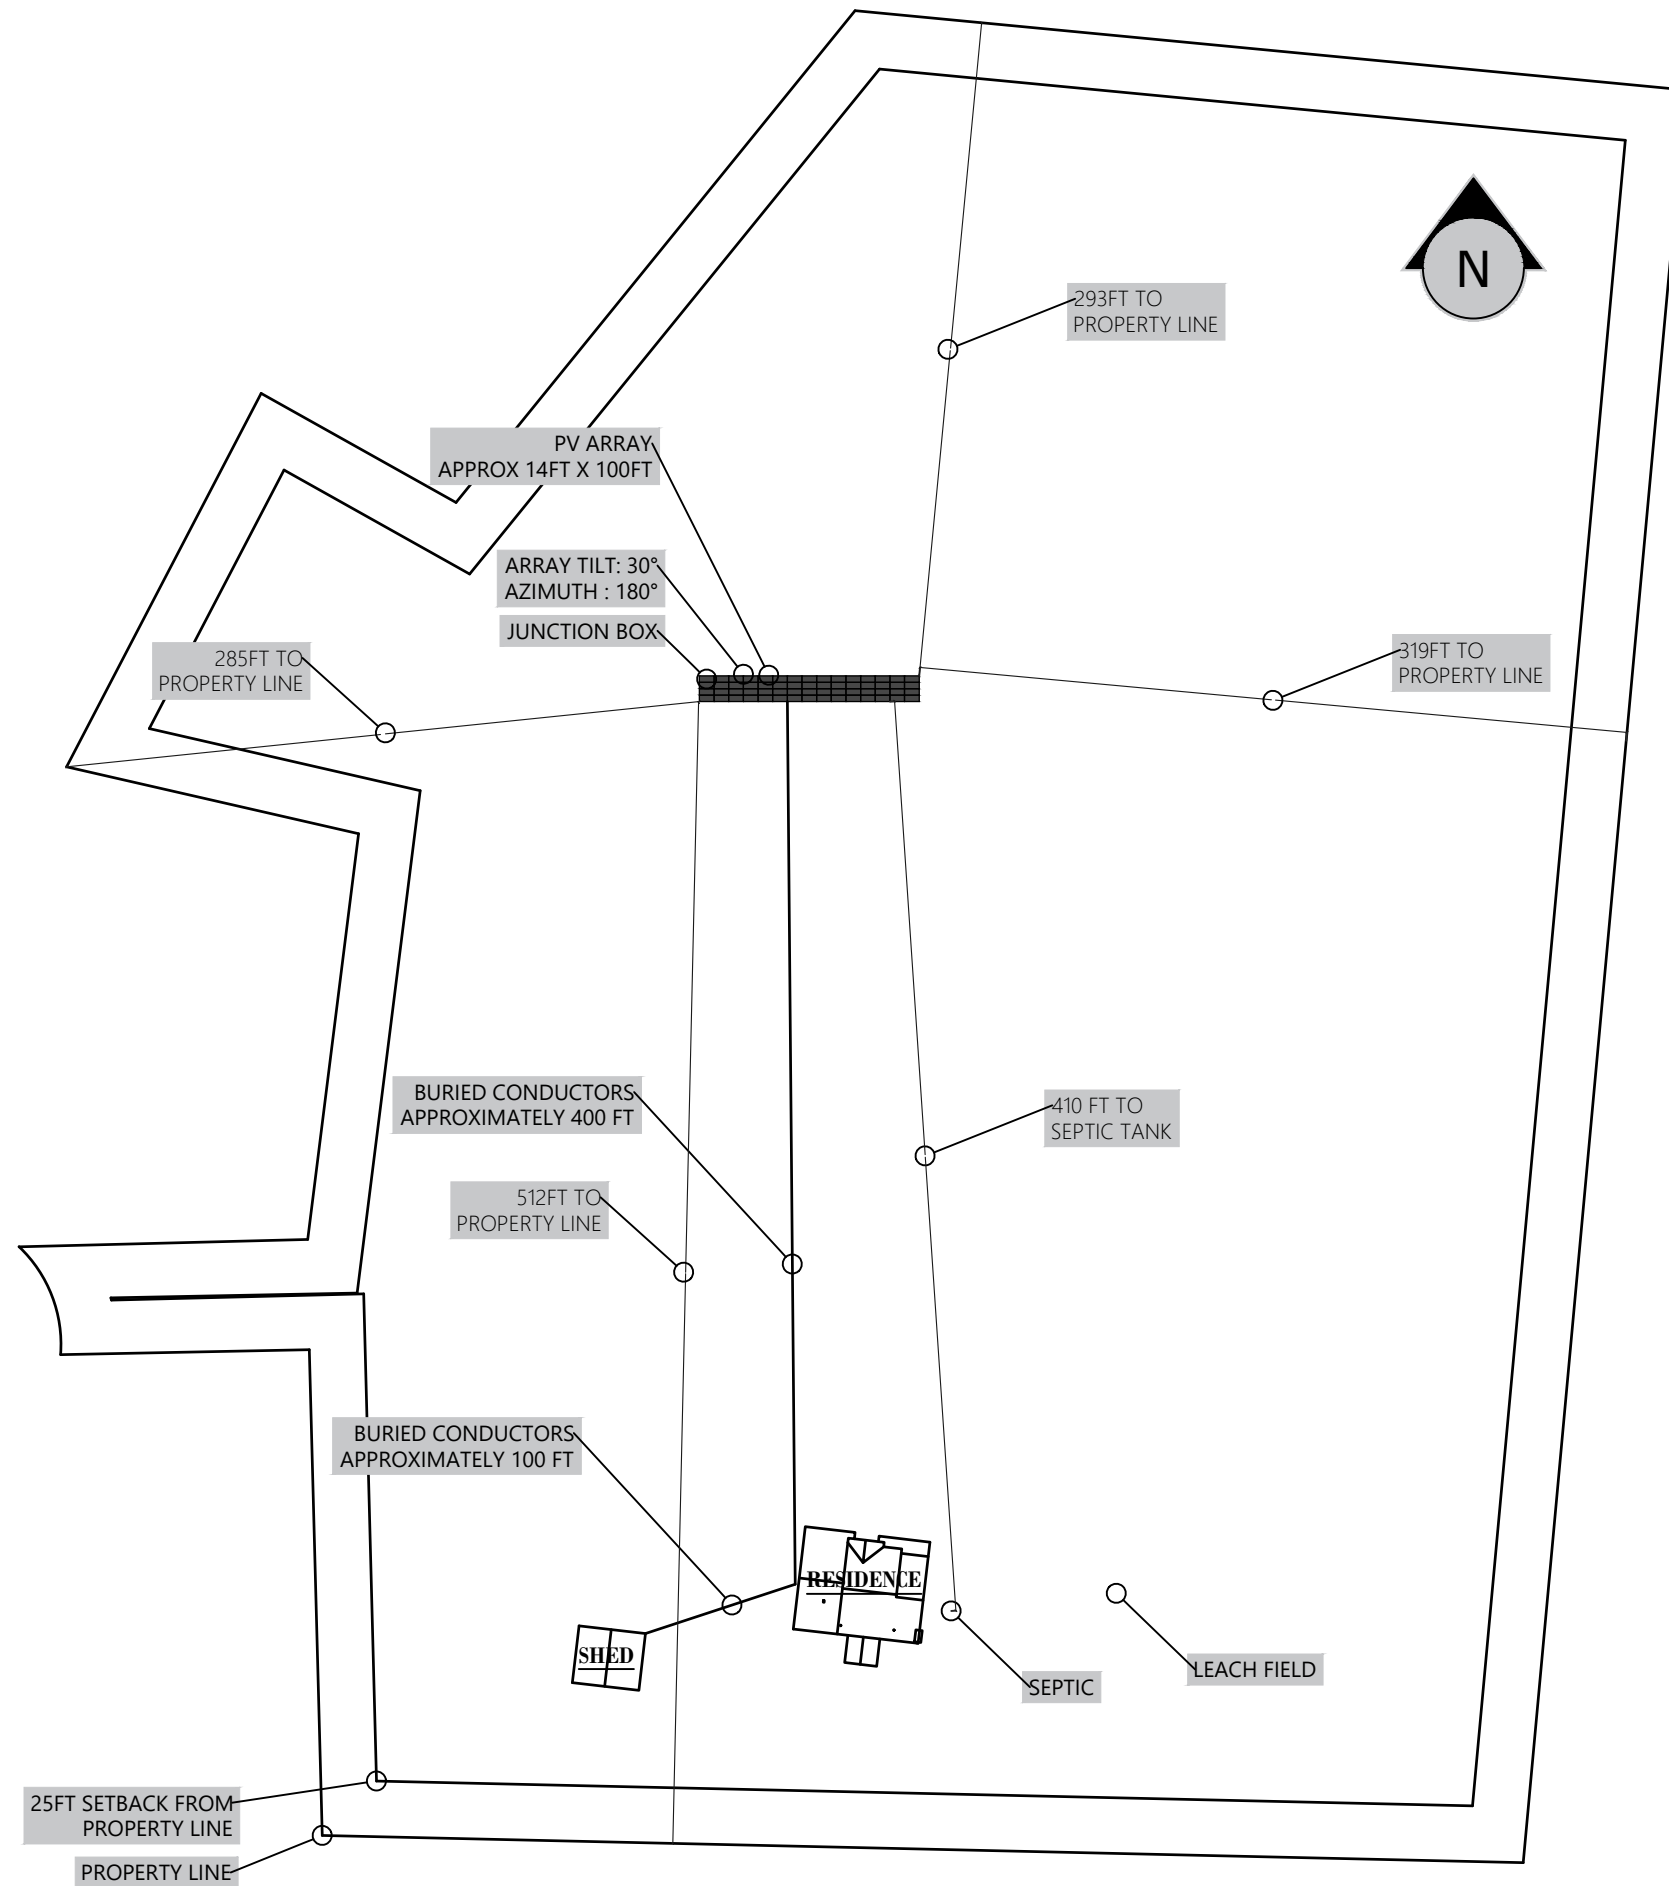 N
293FT TO
PROPERTY LINE
PV ARRAY
APPROX 14FT X 100FT
ARRAY TILT: 30°
AZIMUTH : 180°
JUNCTION BOX
285FT TO
PROPERTY LINE
319FT TO
PROPERTY LINE
BURIED CONDUCTORS
APPROXIMATELY 400 FT
410 FT TO
SEPTIC TANK
512FT TO
PROPERTY LINE
BURIED CONDUCTORS
APPROXIMATELY 100 FT
RESIDENCE
SHED
LEACH FIELD
SEPTIC
25FT SETBACK FROM
PROPERTY LINE
PROPERTY LINE